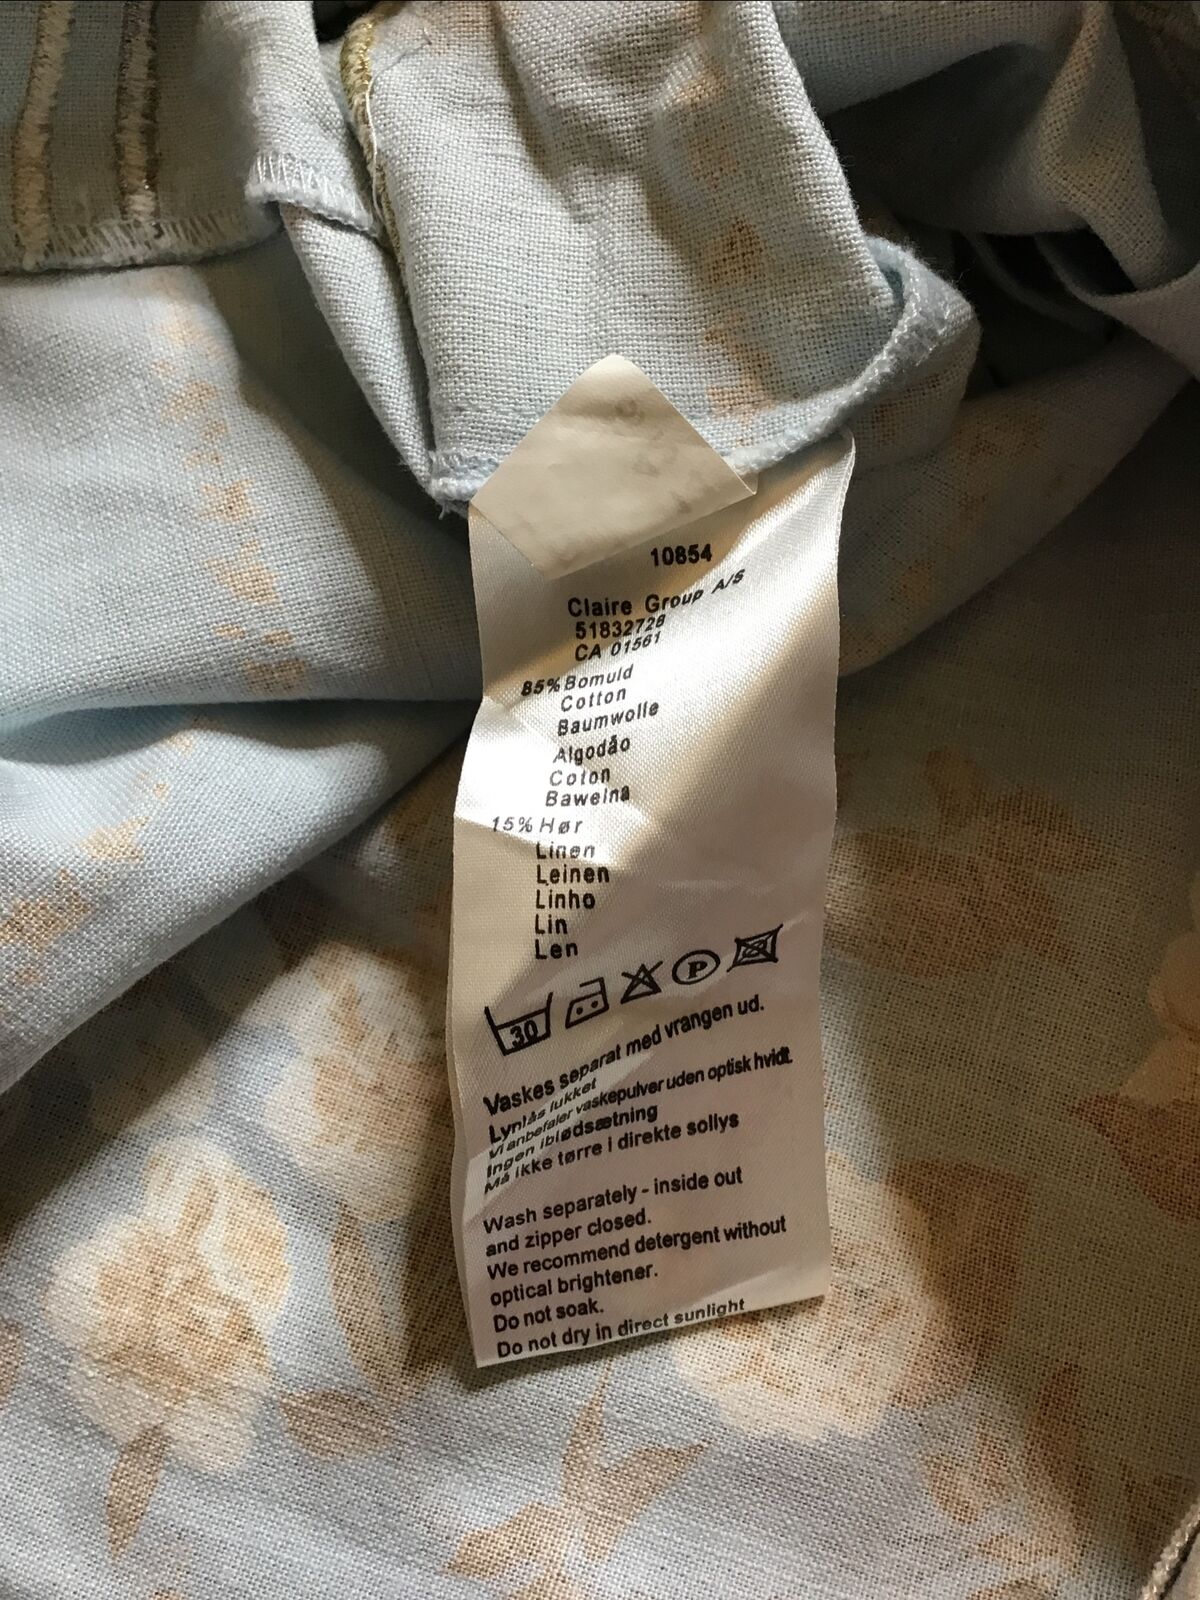 10854
Claire Group A/S
51832728
CA 01561
85% Bomuld
Cotton
Baumwolle
Algodão
Coton
Bawelna
15% Hør
Linen
Leinen
Linho
Lin
Len
30 P
Vaskes separat med vrangen ud.
Lynlås lukket
Vi anbefaler vaskepulver uden optisk hvidt.
Ingen iblødsætning
Må ikke tørre i direkte sollys
Wash separately - inside out
and zipper closed.
We recommend detergent without
optical brightener.
Do not soak.
Do not dry in direct sunlight